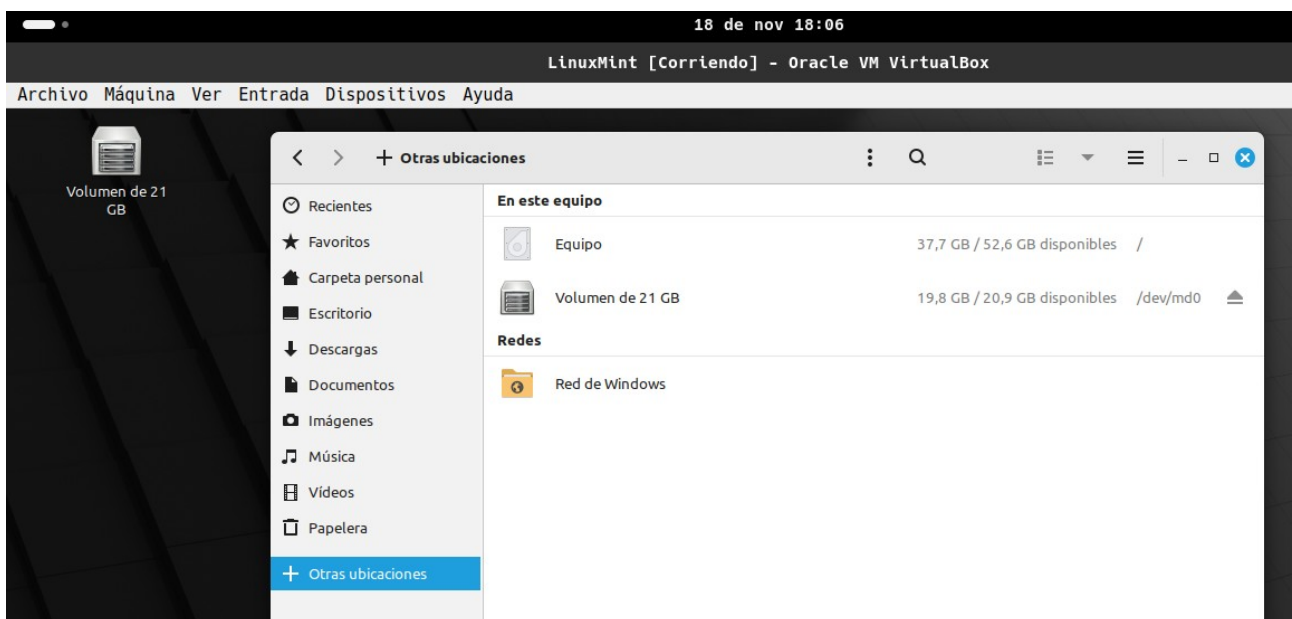 18 de nov 18:06
LinuxMint [Corriendo] - Oracle VM VirtualBox
Archivo Máquina Ver Entrada Dispositivos Ayuda
Volumen de 21
GB
+ Otras ubicaciones
Recientes
Favoritos
Carpeta personal
Escritorio
Descargas
Documentos
Imágenes
Música
Vídeos
Papelera
+ Otras ubicaciones
En este equipo
Equipo 37,7 GB / 52,6 GB disponibles /
Volumen de 21 GB 19,8 GB / 20,9 GB disponibles /dev/md0
Redes
Red de Windows